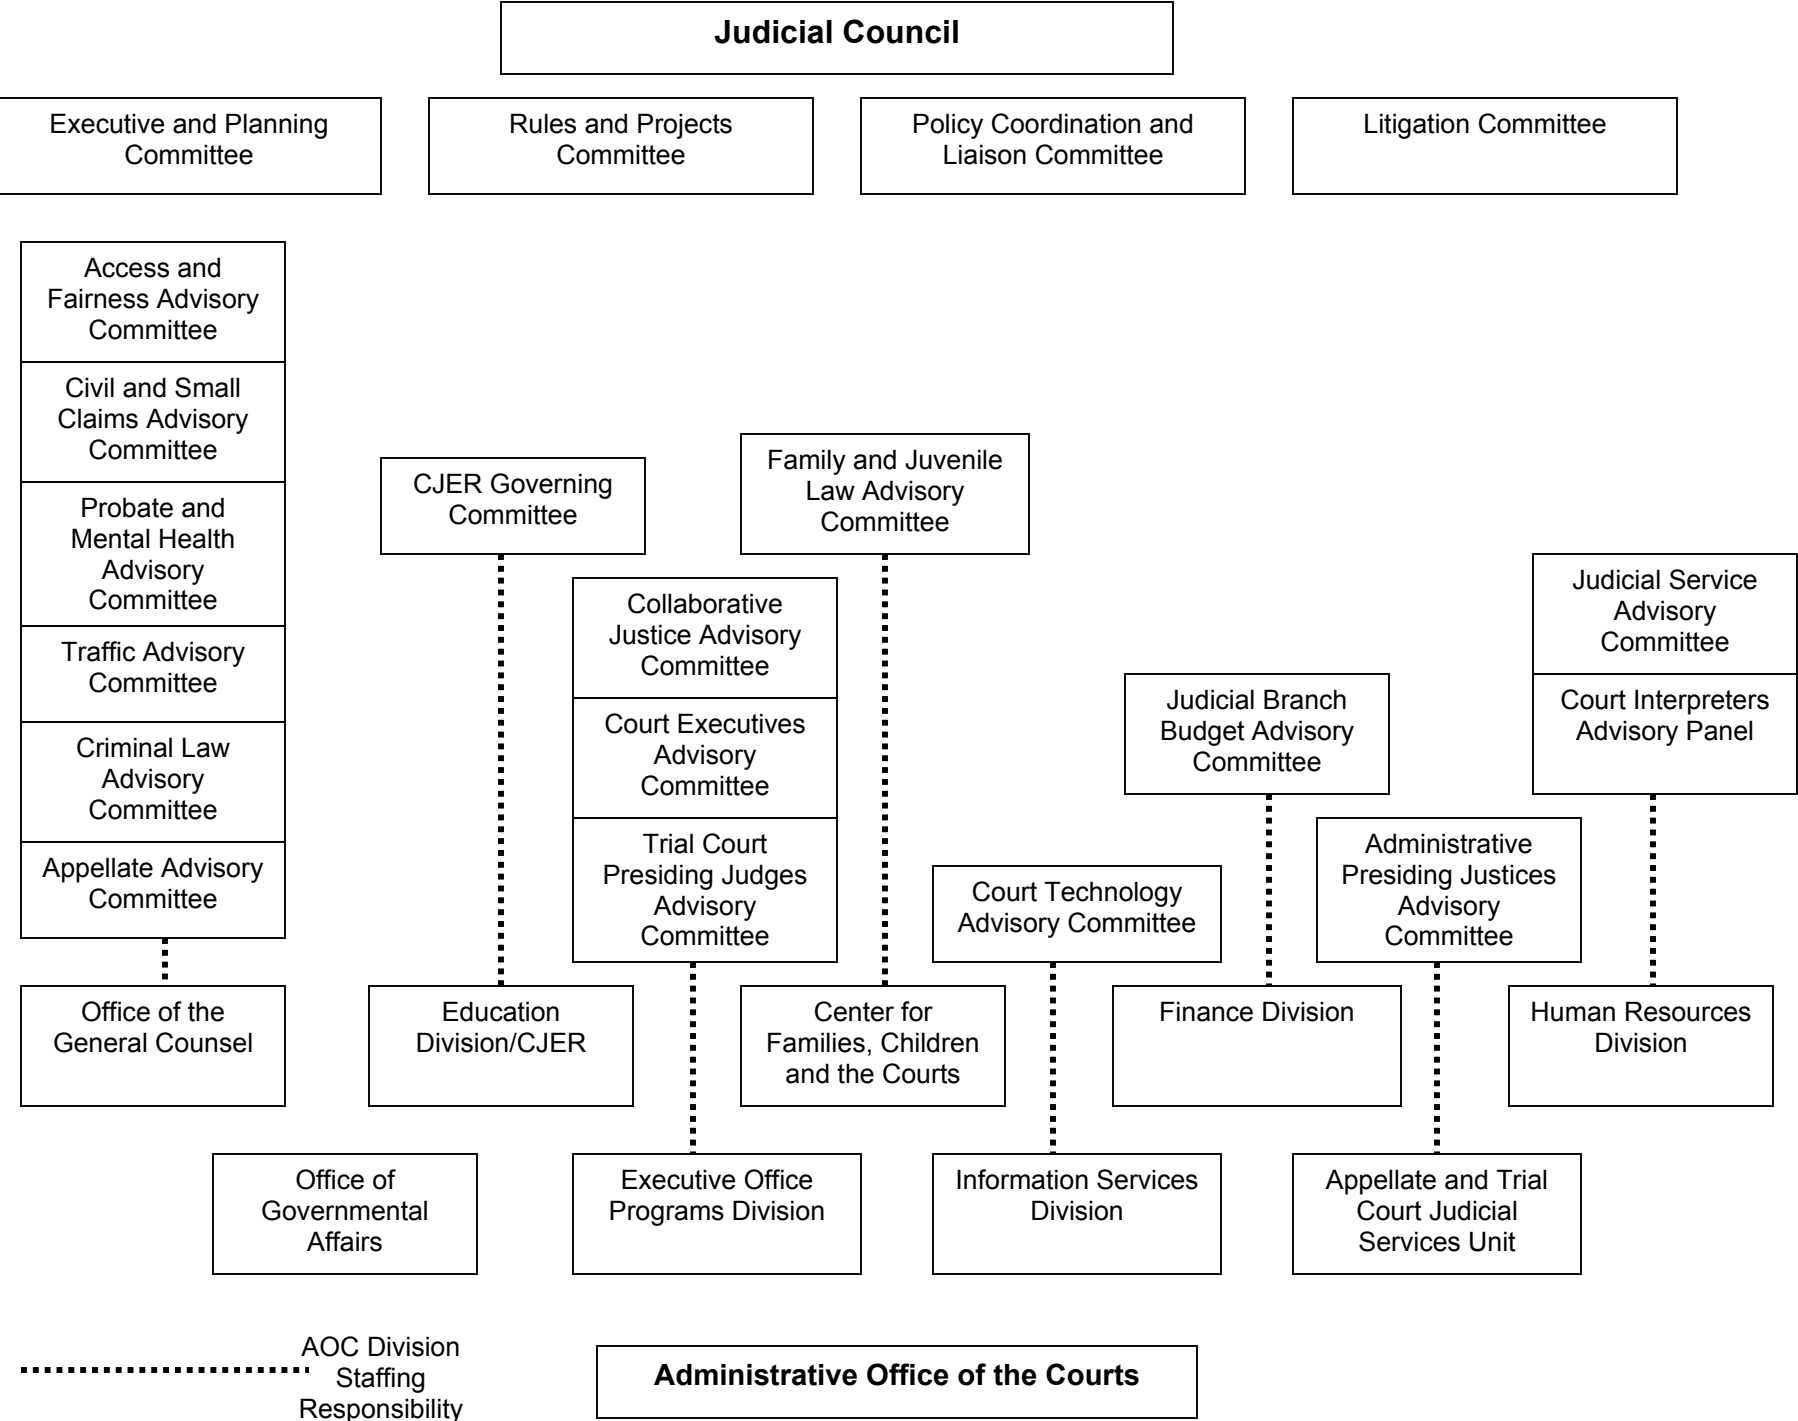 Judicial Council
Executive and Planning
Committee
Rules and Projects
Committee
Policy Coordination and
Liaison Committee
Litigation Committee
Access and
Fairness Advisory
Committee
Civil and Small
Claims Advisory
Committee
Probate and
Mental Health
Advisory
Committee
Traffic Advisory
Committee
Criminal Law
Advisory
Committee
Appellate Advisory
Committee
CJER Governing
Committee
Collaborative
Justice Advisory
Committee
Court Executives
Advisory
Committee
Trial Court
Presiding Judges
Advisory
Committee
Family and Juvenile
Law Advisory
Committee
Court Technology
Advisory Committee
Judicial Branch
Budget Advisory
Committee
Administrative
Presiding Justices
Advisory
Committee
Judicial Service
Advisory
Committee
Court Interpreters
Advisory Panel
Office of the
General Counsel
Education
Division/CJER
Center for
Families, Children
and the Courts
Finance Division
Human Resources
Division
Office of
Governmental
Affairs
Executive Office
Programs Division
Information Services
Division
Appellate and Trial
Court Judicial
Services Unit
AOC Division
Staffing
Responsibility
Administrative Office of the Courts